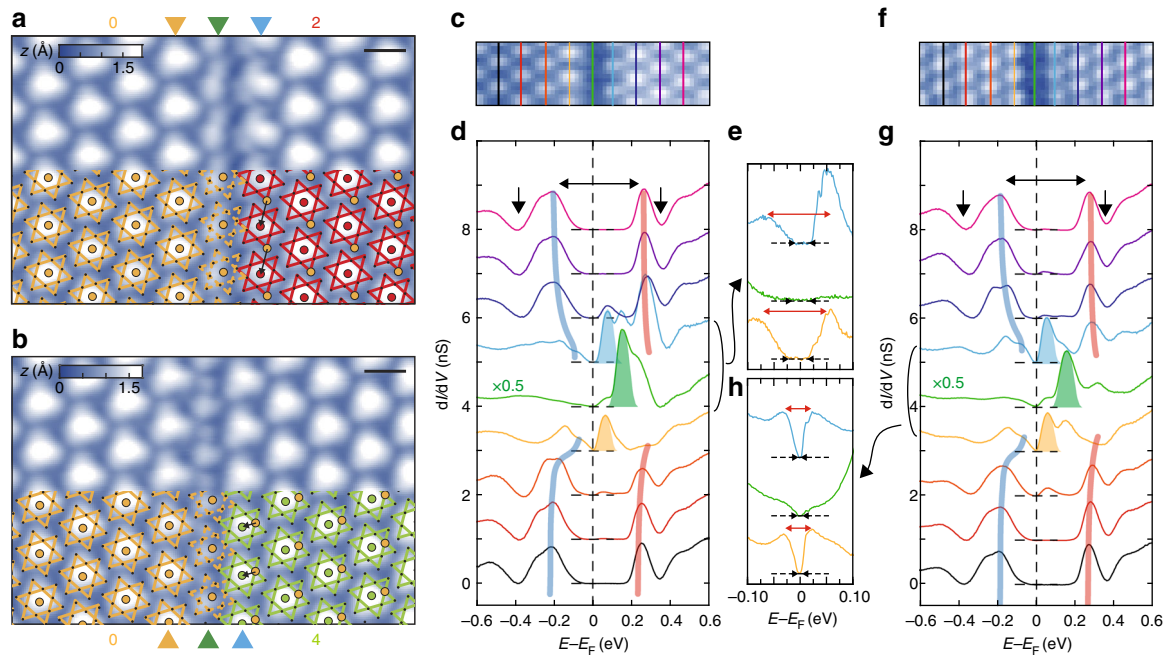 a
0 2
z (Å)
0 1.5
b
z (Å)
0 1.5
0 4
c
d
dI/dV (nS)
8
6
4
2
0
×0.5
−0.6 −0.4 −0.2 0 0.2 0.4 0.6
E–E_F (eV)
e
h
−0.10 0 0.10
E–E_F (eV)
f
g
dI/dV (nS)
8
6
4
2
0
×0.5
−0.6 −0.4 −0.2 0 0.2 0.4 0.6
E–E_F (eV)